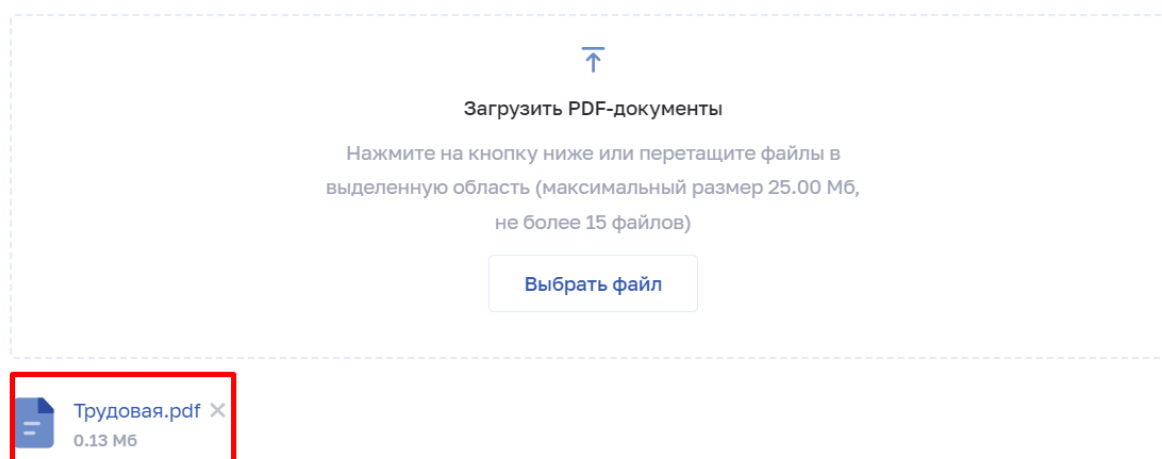 Загрузить PDF-документы
Нажмите на кнопку ниже или перетащите файлы в
выделенную область (максимальный размер 25.00 Мб,
не более 15 файлов)
Выбрать файл
Трудовая.pdf
0.13 Мб